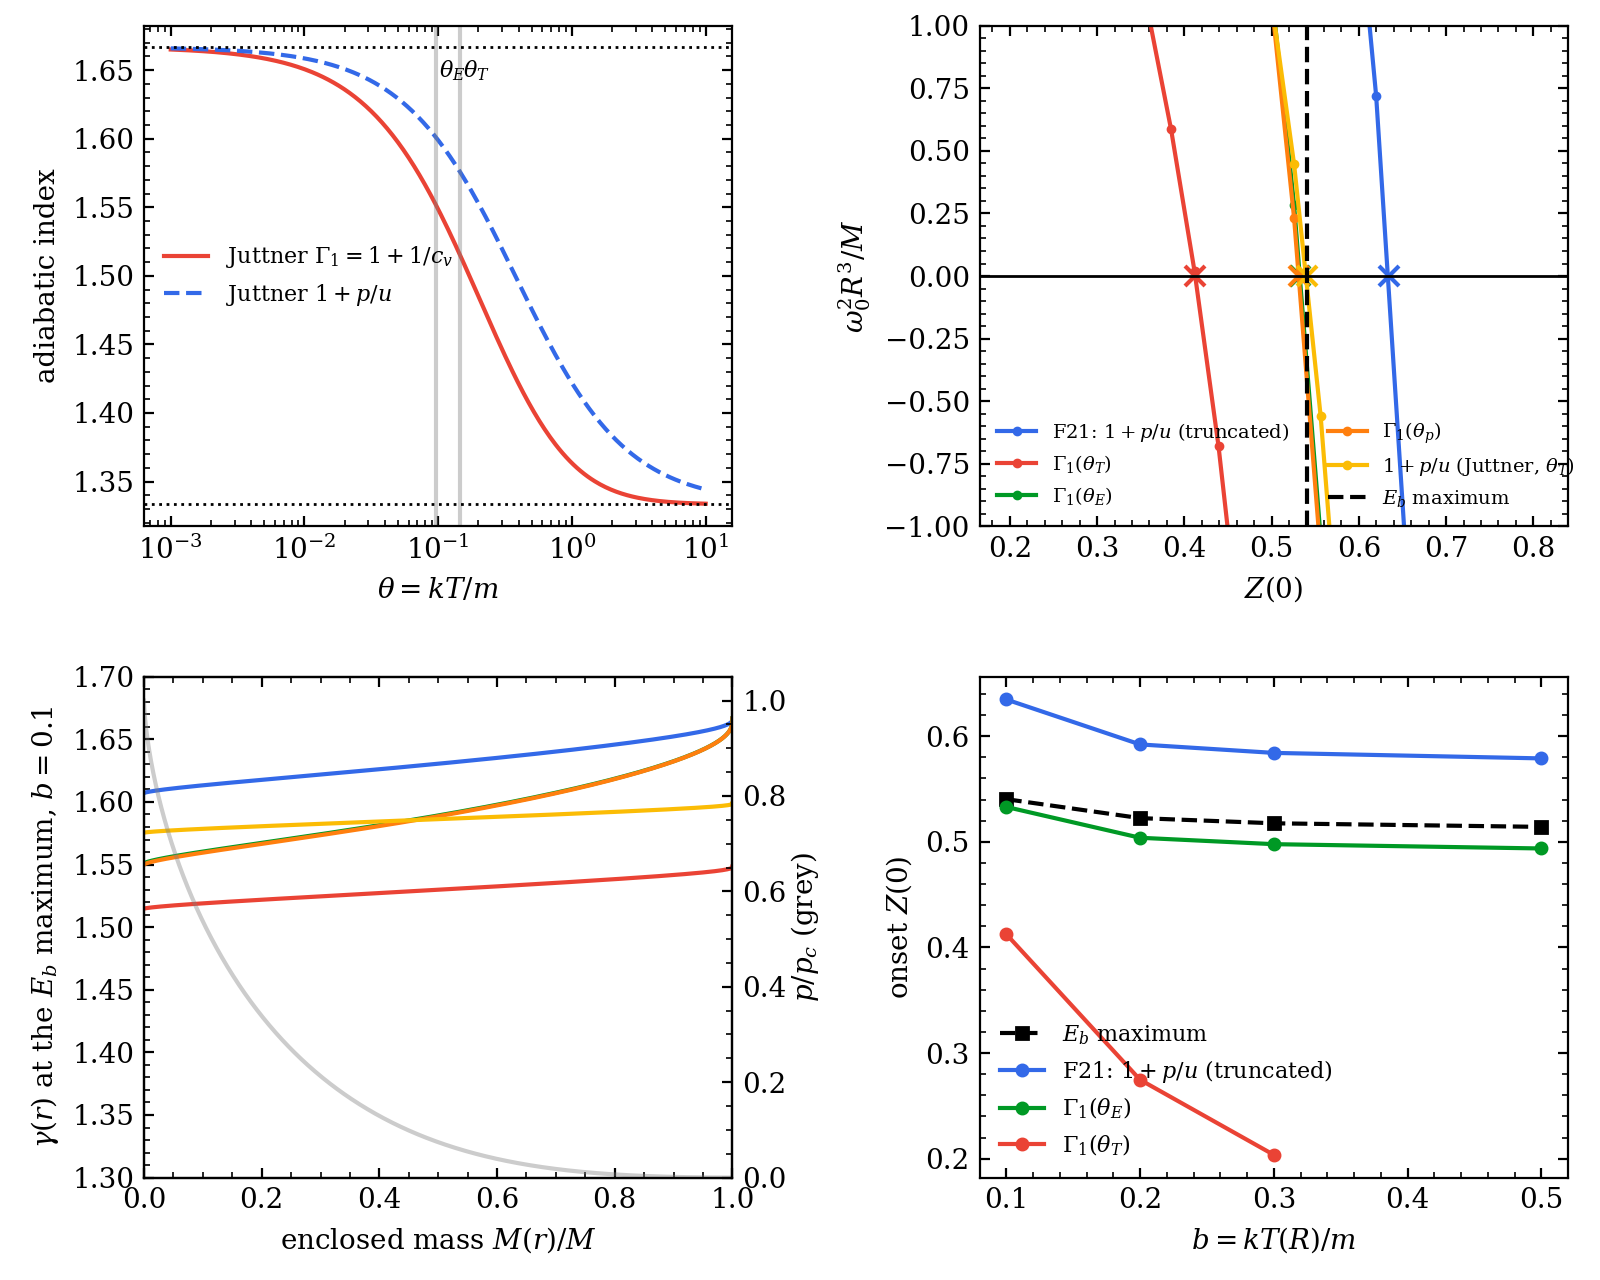 1.65
1.60
1.55
1.50
1.45
1.40
1.35
adiabatic index
θ_E θ_T
Juttner Γ₁ = 1 + 1/c_v
Juttner 1 + p/u
10⁻³ 10⁻² 10⁻¹ 10⁰ 10¹
θ = kT/m
1.00
0.75
0.50
0.25
0.00
−0.25
−0.50
−0.75
−1.00
ω₀²R³/M
F21: 1 + p/u (truncated)
Γ₁(θ_T)
Γ₁(θ_E)
Γ₁(θ_p)
1 + p/u (Juttner, θ_T)
E_b maximum
0.2 0.3 0.4 0.5 0.6 0.7 0.8
Z(0)
1.70
1.65
1.60
1.55
1.50
1.45
1.40
1.35
1.30
γ(r) at the E_b maximum, b = 0.1
0.0 0.2 0.4 0.6 0.8 1.0
enclosed mass M(r)/M
1.0
0.8
0.6
0.4
0.2
0.0
p/p_c (grey)
0.6
0.5
0.4
0.3
0.2
onset Z(0)
E_b maximum
F21: 1 + p/u (truncated)
Γ₁(θ_E)
Γ₁(θ_T)
0.1 0.2 0.3 0.4 0.5
b = kT(R)/m